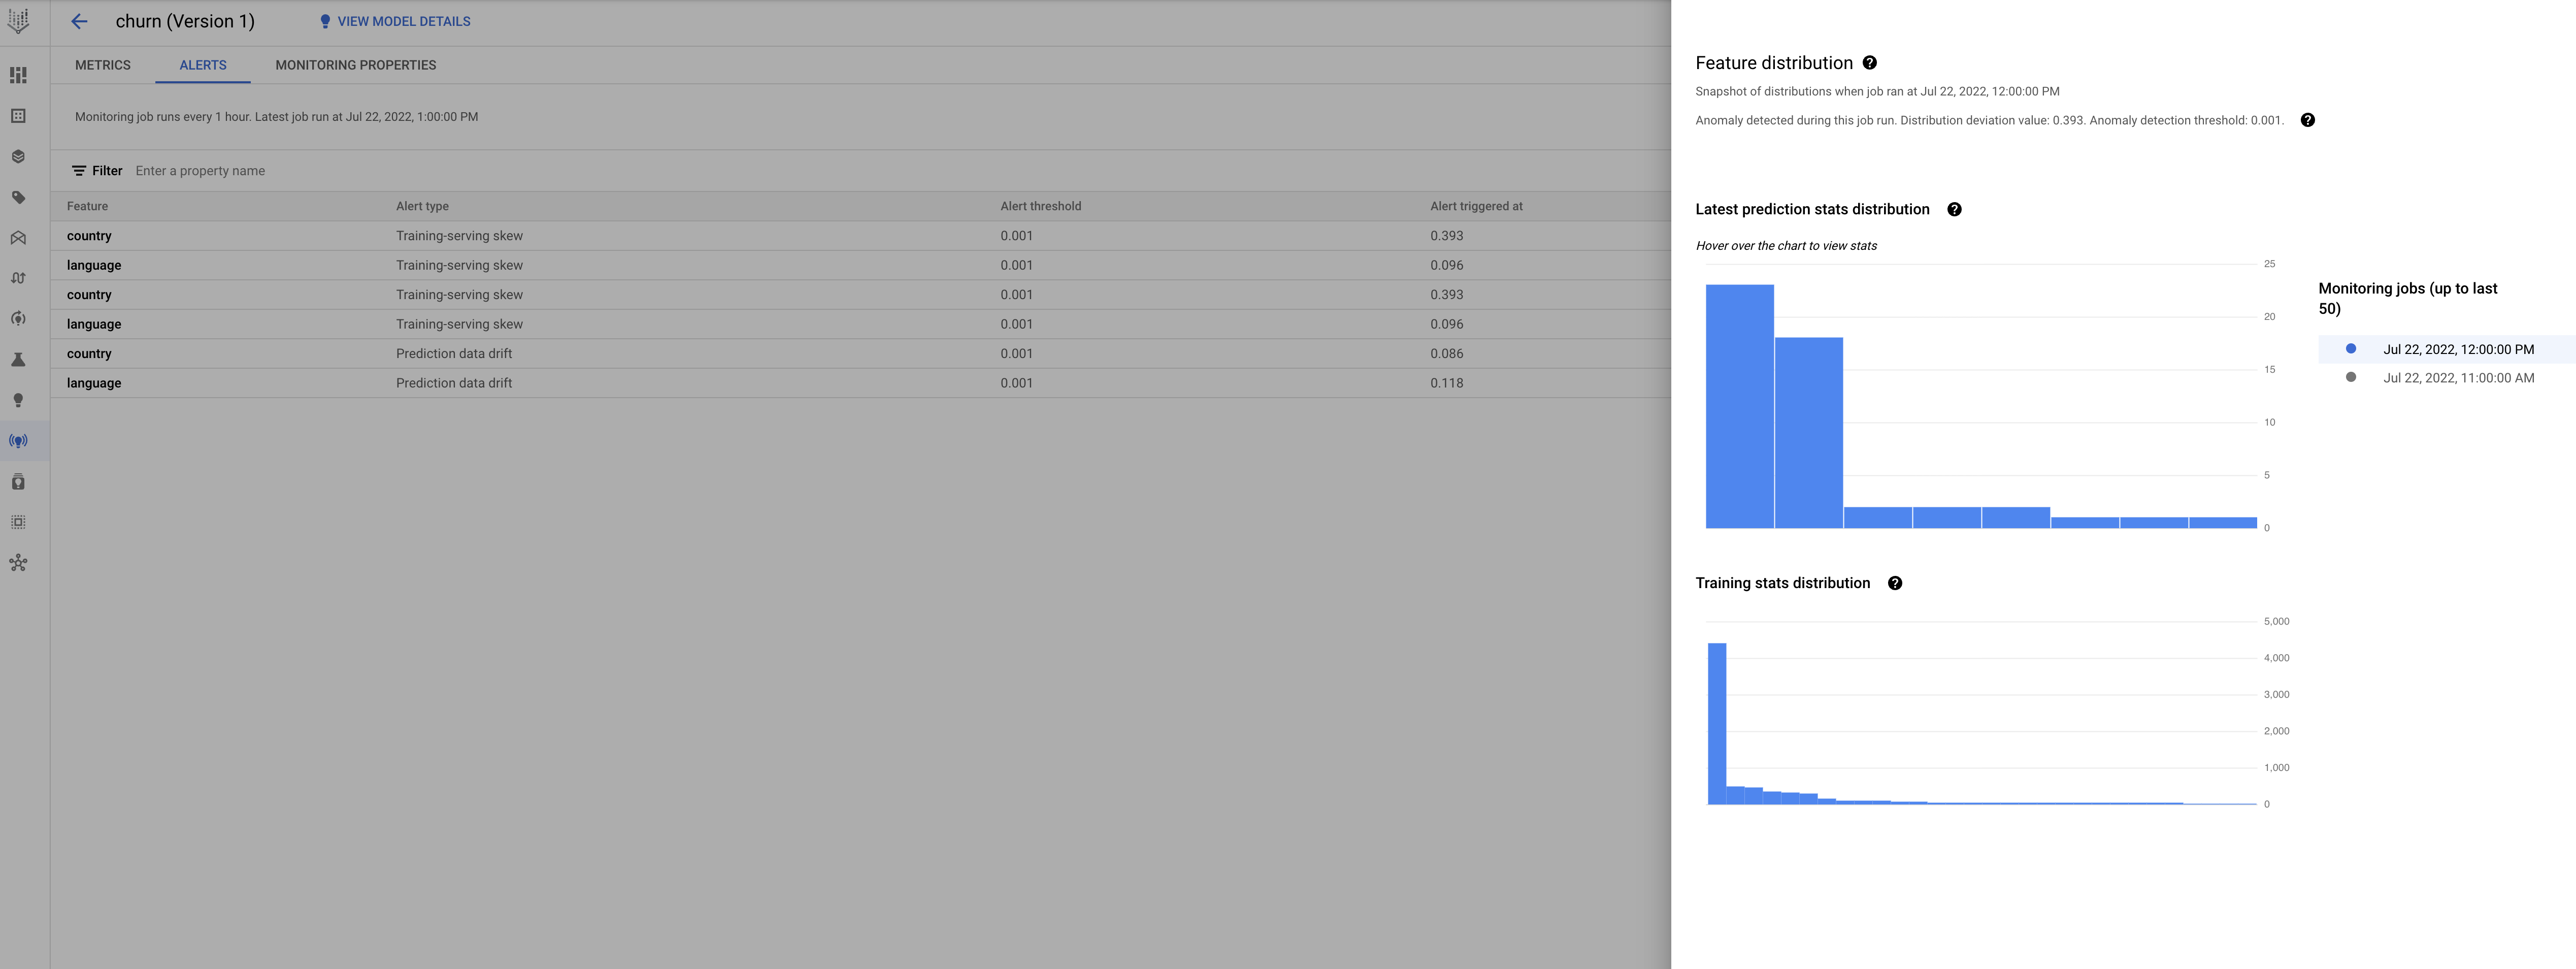 churn (Version 1)
VIEW MODEL DETAILS
METRICS
ALERTS
MONITORING PROPERTIES
Monitoring job runs every 1 hour. Latest job run at Jul 22, 2022, 1:00:00 PM
Filter Enter a property name
Feature Alert type Alert threshold Alert triggered at
country Training-serving skew 0.001 0.393
language Training-serving skew 0.001 0.096
country Training-serving skew 0.001 0.393
language Training-serving skew 0.001 0.096
country Prediction data drift 0.001 0.086
language Prediction data drift 0.001 0.118
Feature distribution ?
Snapshot of distributions when job ran at Jul 22, 2022, 12:00:00 PM
Anomaly detected during this job run. Distribution deviation value: 0.393. Anomaly detection threshold: 0.001. ?
Latest prediction stats distribution ?
Hover over the chart to view stats
25
20
15
10
5
0
Monitoring jobs (up to last
50)
Jul 22, 2022, 12:00:00 PM
Jul 22, 2022, 11:00:00 AM
Training stats distribution ?
5,000
4,000
3,000
2,000
1,000
0